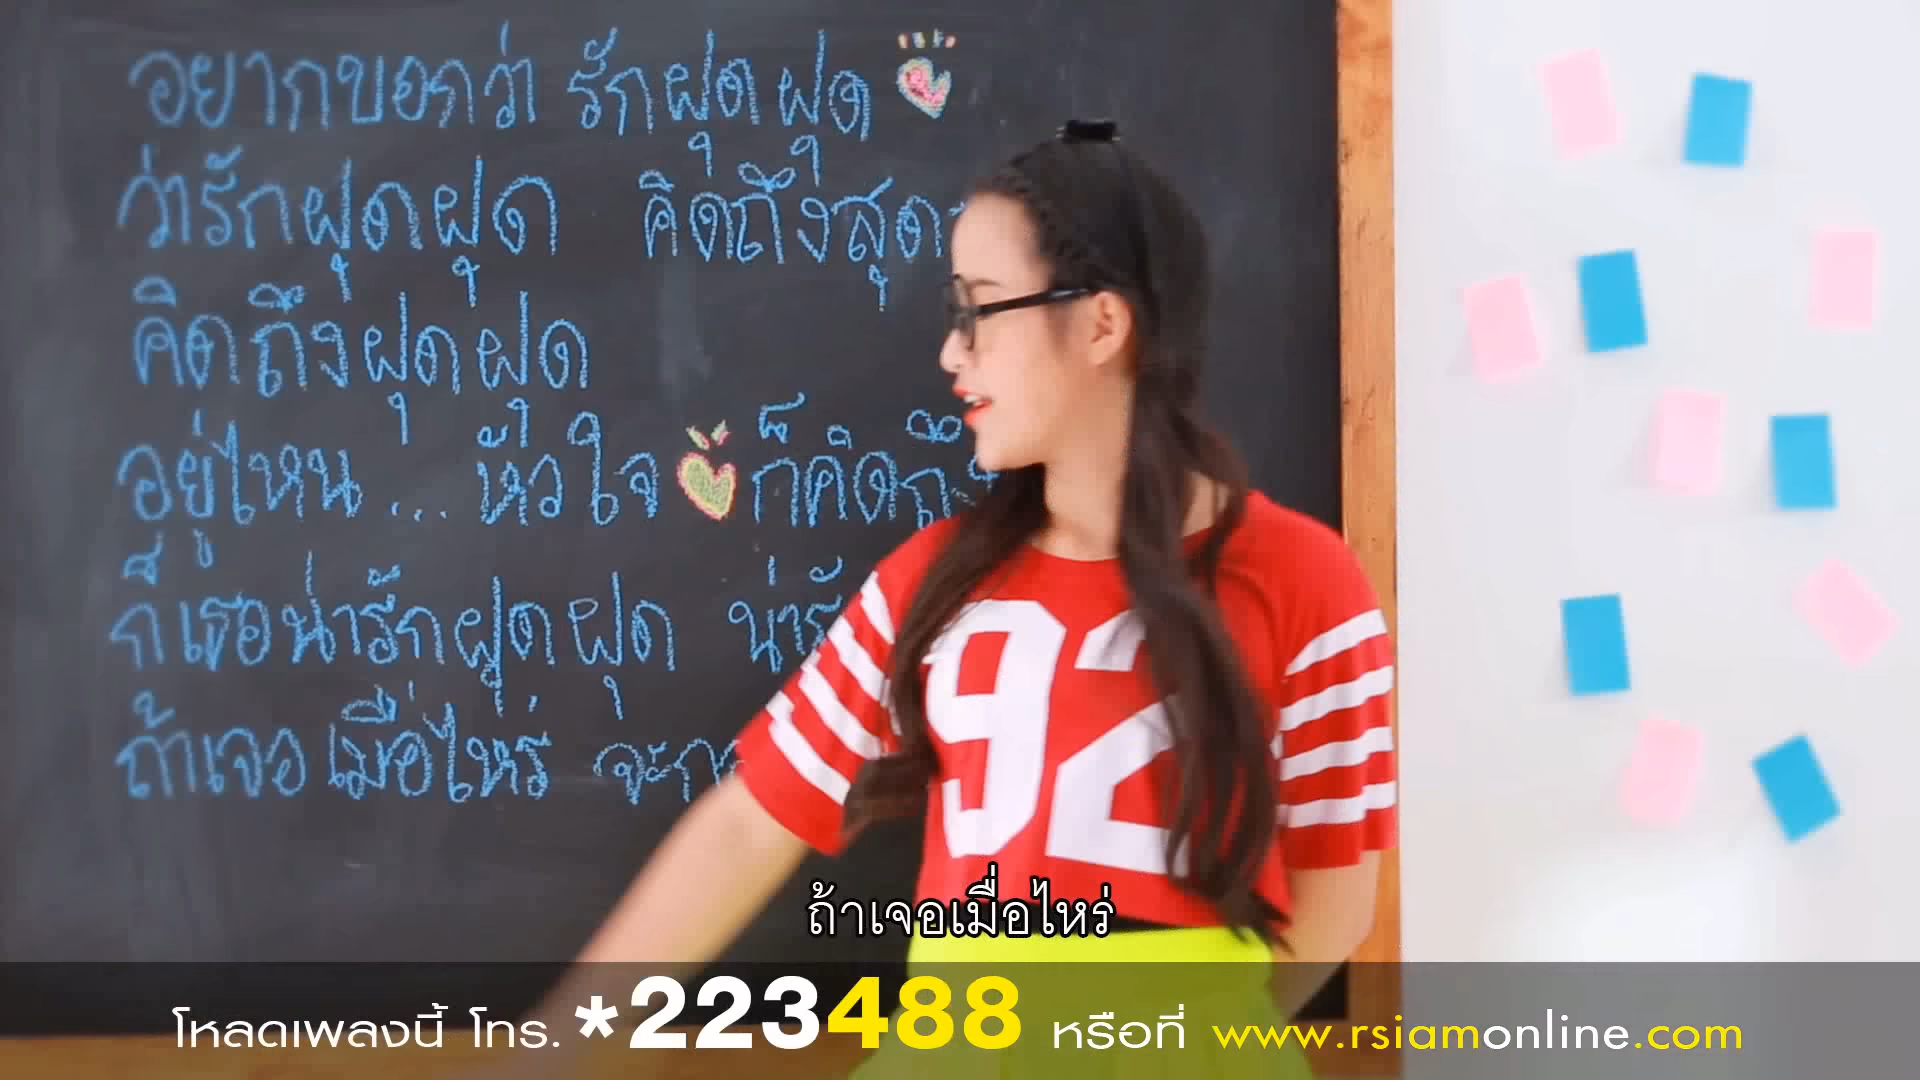 อยากบอกว่า รักฝุดฝุด
ว่ารักฝุดฝุด คิดถึงสุด
คิดถึงฝุดฝุด
อยู่ไหน... หัวใจ ก็คิดถึ
ก็เธอน่ารักฝุดฝุด น่ารั
ถ้าเจอเมื่อไหร่ จะก
92
ถ้าเจอเมื่อไหร่
โหลดเพลงนี้ โทร. *223488 หรือที่ www.rsiamonline.com